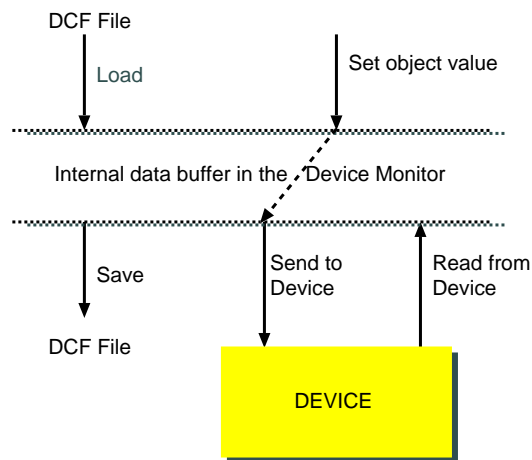 DCF File
Load
Set object value
Internal data buffer in the Device Monitor
Save
Send to
Device
Read from
Device
DCF File
DEVICE